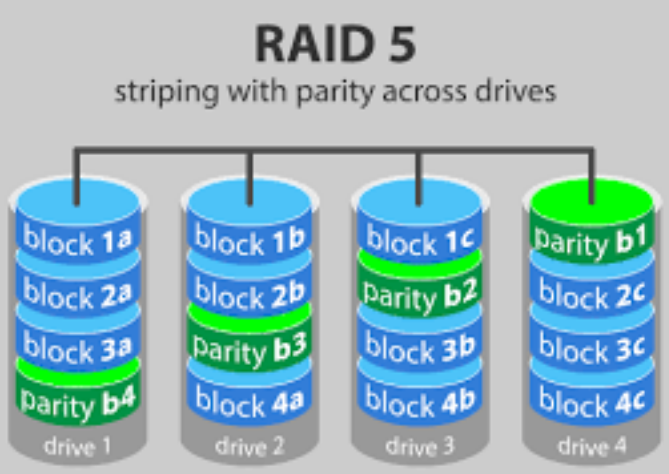 RAID 5
striping with parity across drives
block 1a block 1b block 1c parity b1
block 2a block 2b parity b2 block 2c
block 3a parity b3 block 3b block 3c
parity b4 block 4a block 4b block 4c
drive 1 drive 2 drive 3 drive 4